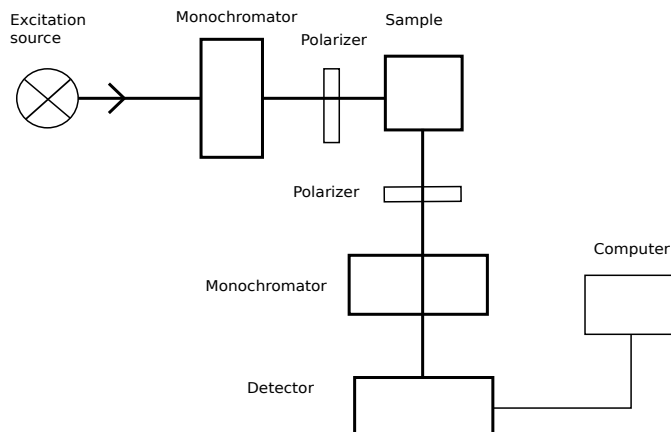 Excitation
source
Monochromator
Polarizer
Sample
Polarizer
Monochromator
Computer
Detector